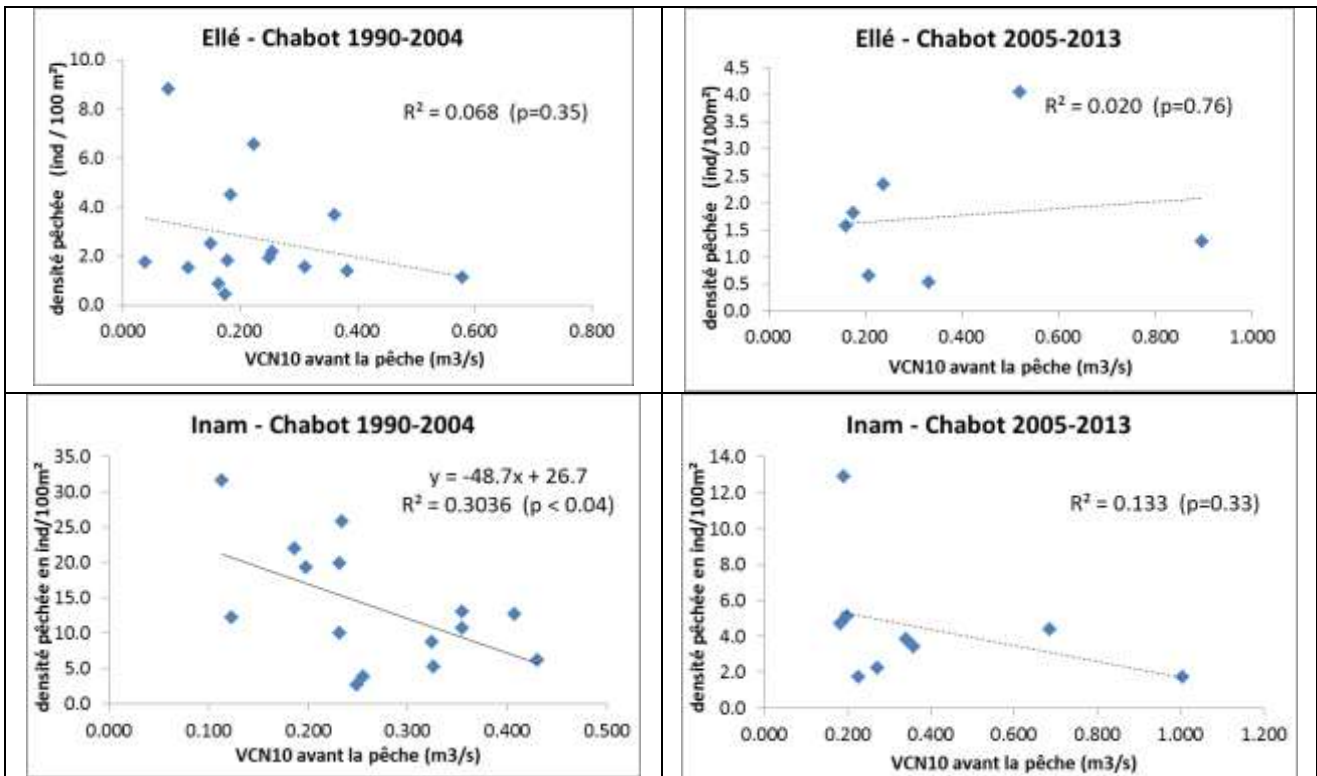 Ellé - Chabot 1990-2004
densité pêchée (ind / 100 m²)
10.0
8.0
6.0
4.0
2.0
0.0
R² = 0.068 (p=0.35)
0.000 0.200 0.400 0.600 0.800
VCN10 avant la pêche (m3/s)
Ellé - Chabot 2005-2013
densité pêchée (ind/100m²)
4.5
4.0
3.5
3.0
2.5
2.0
1.5
1.0
0.5
0.0
R² = 0.020 (p=0.76)
0.000 0.200 0.400 0.600 0.800 1.000
VCN10 avant la pêche (m3/s)
Inam - Chabot 1990-2004
densité pêchée en ind/100m²
35.0
30.0
25.0
20.0
15.0
10.0
5.0
0.0
y = -48.7x + 26.7
R² = 0.3036 (p < 0.04)
0.000 0.100 0.200 0.300 0.400 0.500
VCN10 avant la pêche (m3/s)
Inam - Chabot 2005-2013
densité pêchée en ind/100m²
14.0
12.0
10.0
8.0
6.0
4.0
2.0
0.0
R² = 0.133 (p=0.33)
0.000 0.200 0.400 0.600 0.800 1.000 1.200
VCN10 avant la pêche (m3/s)